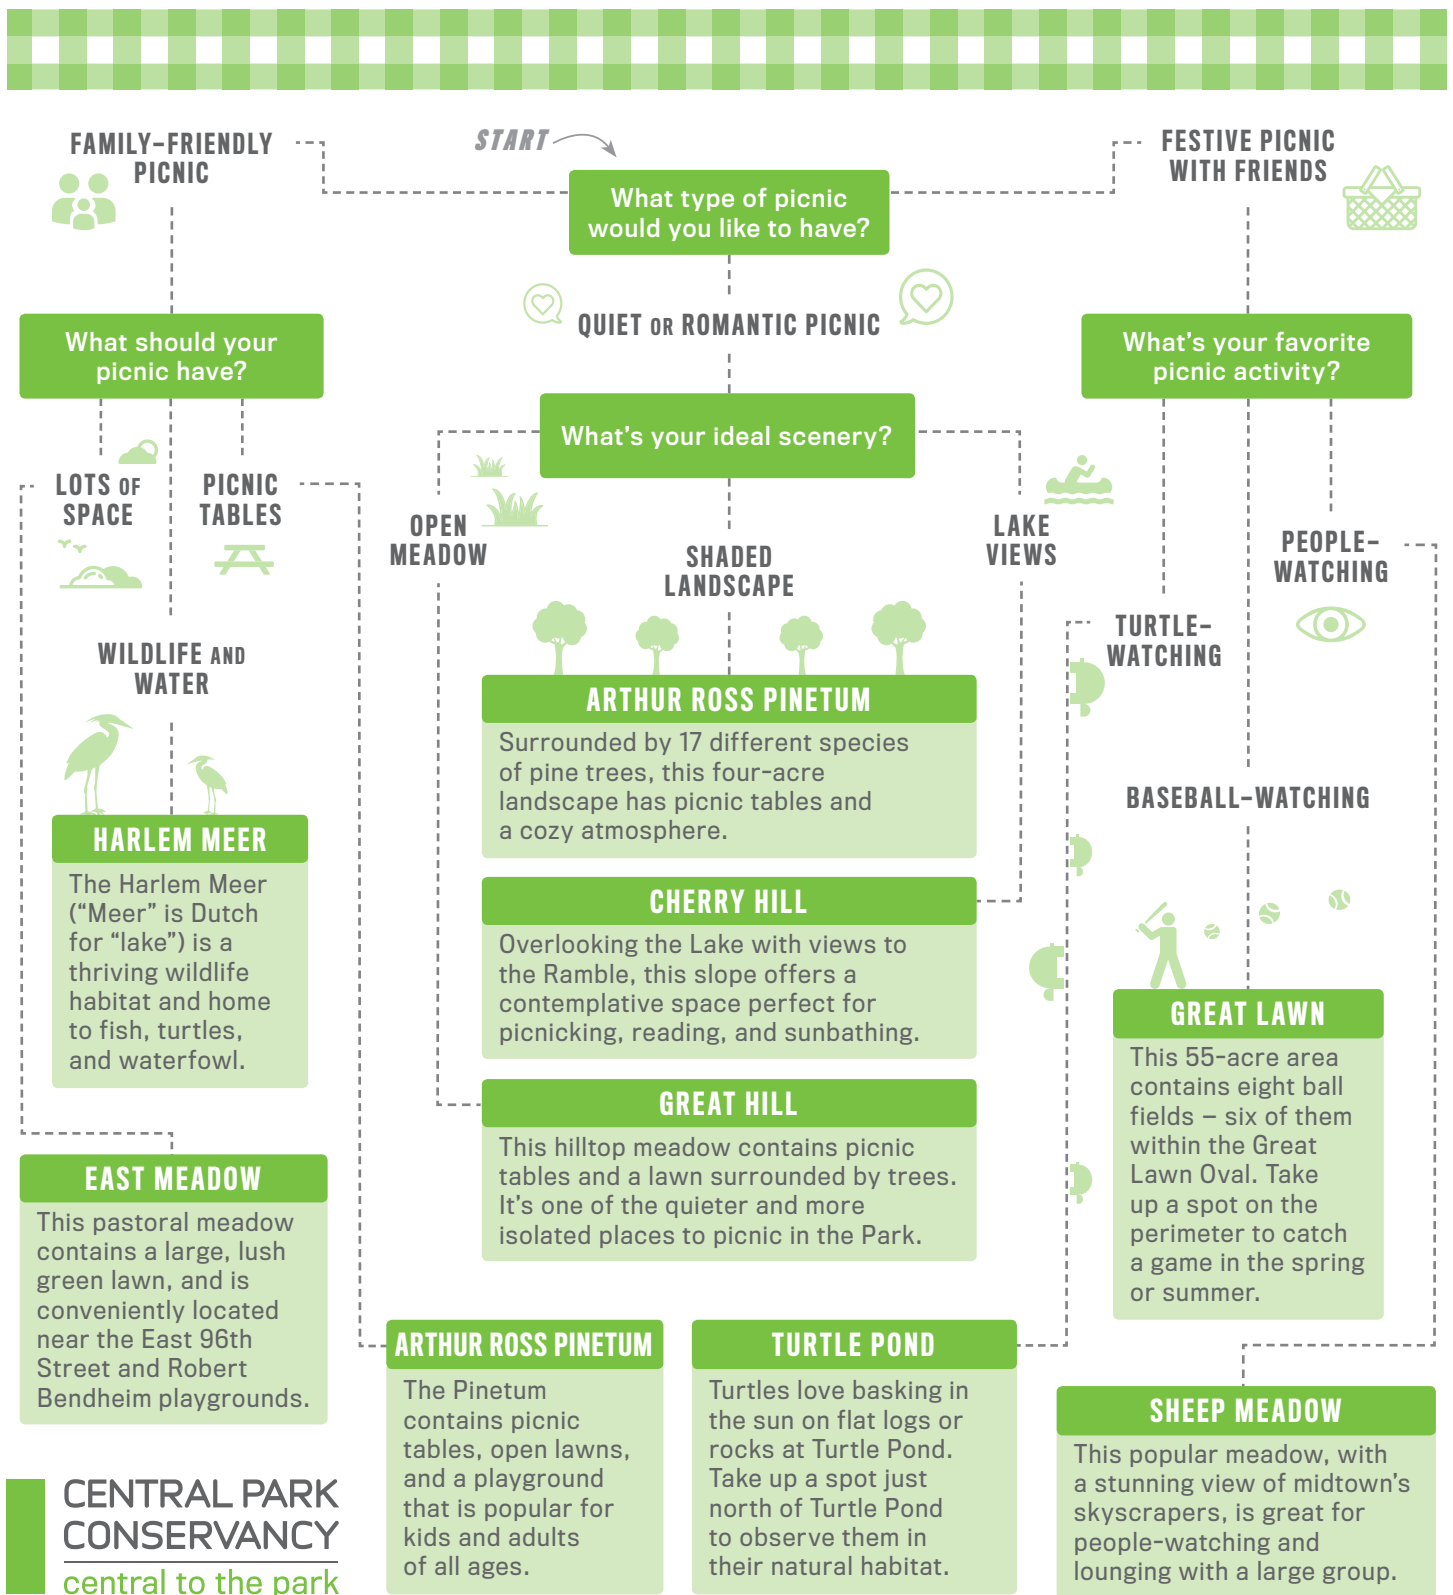 START
What type of picnic
would you like to have?
FAMILY-FRIENDLY
PICNIC
QUIET OR ROMANTIC PICNIC
FESTIVE PICNIC
WITH FRIENDS
What should your
picnic have?
LOTS OF
SPACE
PICNIC
TABLES
WILDLIFE AND
WATER
HARLEM MEER
The Harlem Meer
(“Meer” is Dutch
for “lake”) is a
thriving wildlife
habitat and home
to fish, turtles,
and waterfowl.
EAST MEADOW
This pastoral meadow
contains a large, lush
green lawn, and is
conveniently located
near the East 96th
Street and Robert
Bendheim playgrounds.
What's your ideal scenery?
OPEN
MEADOW
SHADED
LANDSCAPE
LAKE
VIEWS
ARTHUR ROSS PINETUM
Surrounded by 17 different species
of pine trees, this four-acre
landscape has picnic tables and
a cozy atmosphere.
CHERRY HILL
Overlooking the Lake with views to
the Ramble, this slope offers a
contemplative space perfect for
picnicking, reading, and sunbathing.
GREAT HILL
This hilltop meadow contains picnic
tables and a lawn surrounded by trees.
It's one of the quieter and more
isolated places to picnic in the Park.
What's your favorite
picnic activity?
TURTLE-
WATCHING
PEOPLE-
WATCHING
BASEBALL-WATCHING
GREAT LAWN
This 55-acre area
contains eight ball
fields – six of them
within the Great
Lawn Oval. Take
up a spot on the
perimeter to catch
a game in the spring
or summer.
ARTHUR ROSS PINETUM
The Pinetum
contains picnic
tables, open lawns,
and a playground
that is popular for
kids and adults
of all ages.
TURTLE POND
Turtles love basking in
the sun on flat logs or
rocks at Turtle Pond.
Take up a spot just
north of Turtle Pond
to observe them in
their natural habitat.
SHEEP MEADOW
This popular meadow, with
a stunning view of midtown's
skyscrapers, is great for
people-watching and
lounging with a large group.
CENTRAL PARK
CONSERVANCY
central to the park